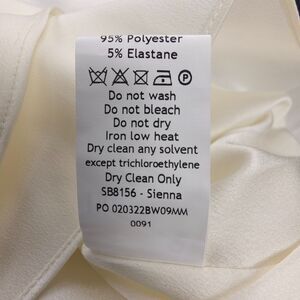 95% Polyester
5% Elastane
P
Do not wash
Do not bleach
Do not dry
Iron low heat
Dry clean any solvent
except trichloroethylene
Dry Clean Only
SB8156 - Sienna
PO 020322BW09MM
0091